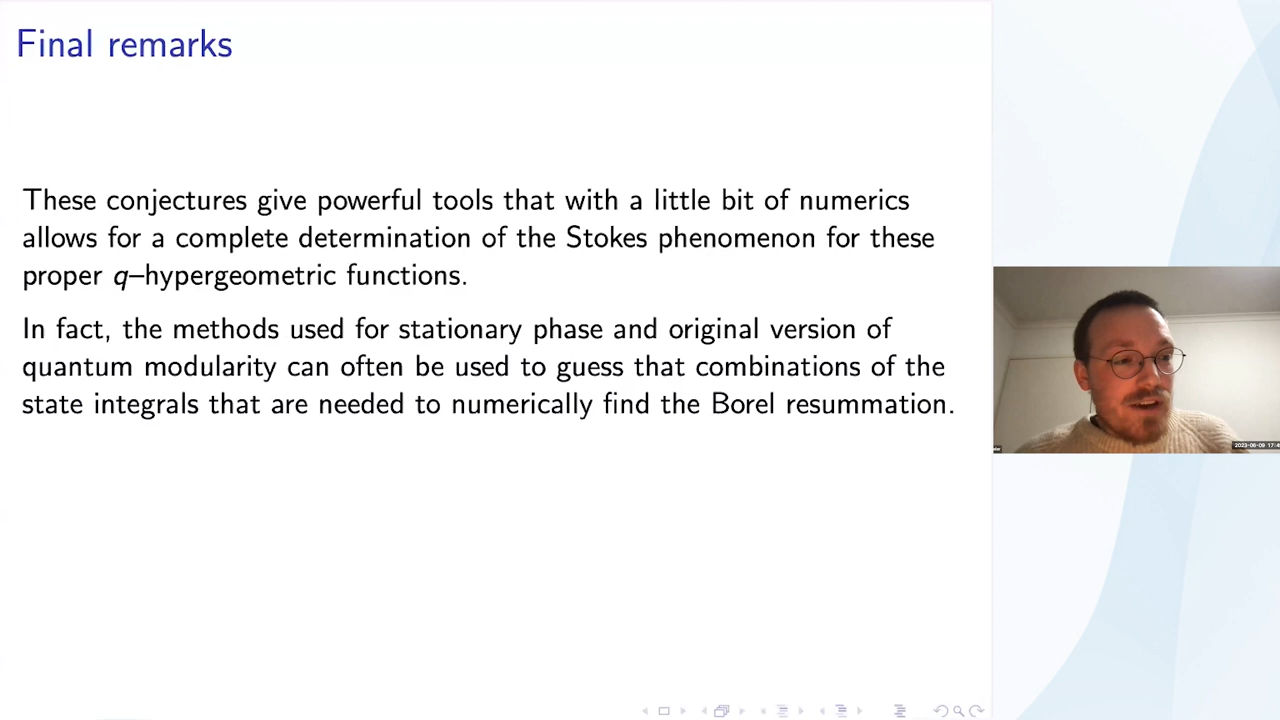 Final remarks
These conjectures give powerful tools that with a little bit of numerics
allows for a complete determination of the Stokes phenomenon for these
proper q–hypergeometric functions.
In fact, the methods used for stationary phase and original version of
quantum modularity can often be used to guess that combinations of the
state integrals that are needed to numerically find the Borel resummation.